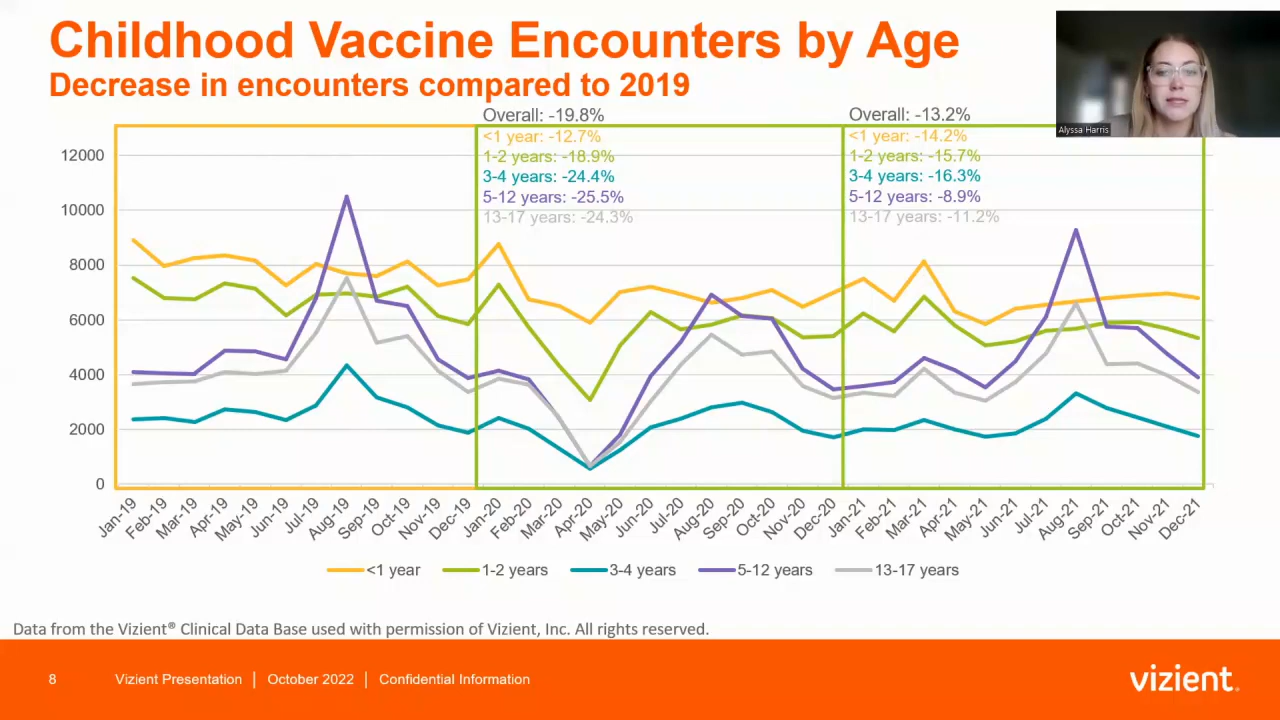 Childhood Vaccine Encounters by Age
Decrease in encounters compared to 2019
Alyssa Harris
Overall: -19.8%
<1 year: -12.7%
1-2 years: -18.9%
3-4 years: -24.4%
5-12 years: -25.5%
13-17 years: -24.3%
Overall: -13.2%
<1 year: -14.2%
1-2 years: -15.7%
3-4 years: -16.3%
5-12 years: -8.9%
13-17 years: -11.2%
12000
10000
8000
6000
4000
2000
0
Jan-19
Feb-19
Mar-19
Apr-19
May-19
Jun-19
Jul-19
Aug-19
Sep-19
Oct-19
Nov-19
Dec-19
Jan-20
Feb-20
Mar-20
Apr-20
May-20
Jun-20
Jul-20
Aug-20
Sep-20
Oct-20
Nov-20
Dec-20
Jan-21
Feb-21
Mar-21
Apr-21
May-21
Jun-21
Jul-21
Aug-21
Sep-21
Oct-21
Nov-21
Dec-21
<1 year 1-2 years 3-4 years 5-12 years 13-17 years
Data from the Vizient® Clinical Data Base used with permission of Vizient, Inc. All rights reserved.
8 Vizient Presentation | October 2022 | Confidential Information
vizient.